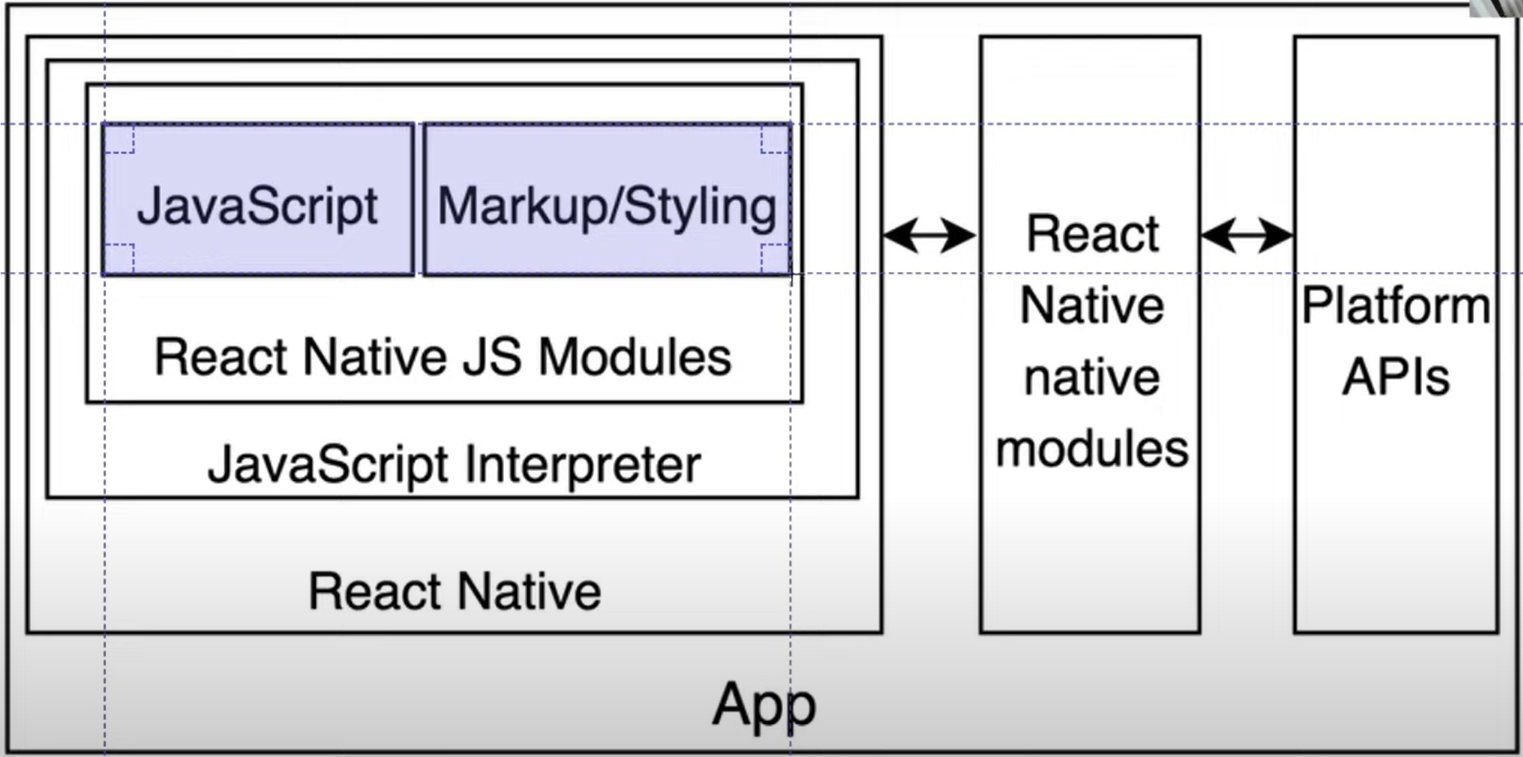 JavaScript
Markup/Styling
React Native JS Modules
JavaScript Interpreter
React Native
React
Native
native
modules
Platform
APIs
App